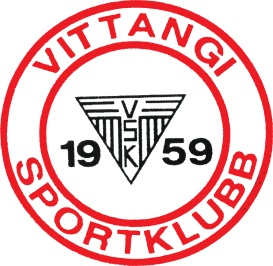 VITTANGI
VSK
19 59
SPORTKLUBB